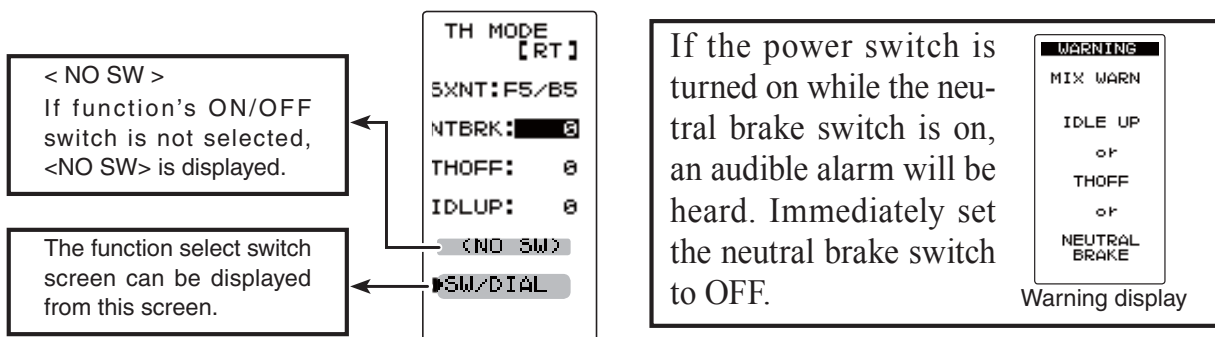 < NO SW >
If function's ON/OFF
switch is not selected,
<NO SW> is displayed.
The function select switch
screen can be displayed
from this screen.
TH MODE
[RT]
SXNT:F5/B5
NTBRK: 0
THOFF: 0
IDLUP: 0
(NO SW)
▶SW/DIAL
If the power switch is
turned on while the neu-
tral brake switch is on,
an audible alarm will be
heard. Immediately set
the neutral brake switch
to OFF.
WARNING
MIX WARN
IDLE UP
or
THOFF
or
NEUTRAL
BRAKE
Warning display